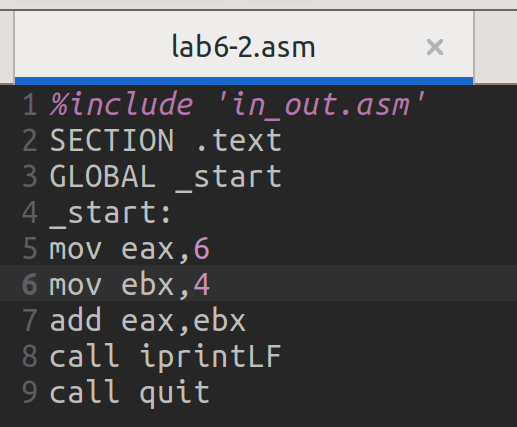 lab6-2.asm ×
1 %include 'in_out.asm'
2 SECTION .text
3 GLOBAL _start
4 _start:
5 mov eax,6
6 mov ebx,4
7 add eax,ebx
8 call iprintLF
9 call quit